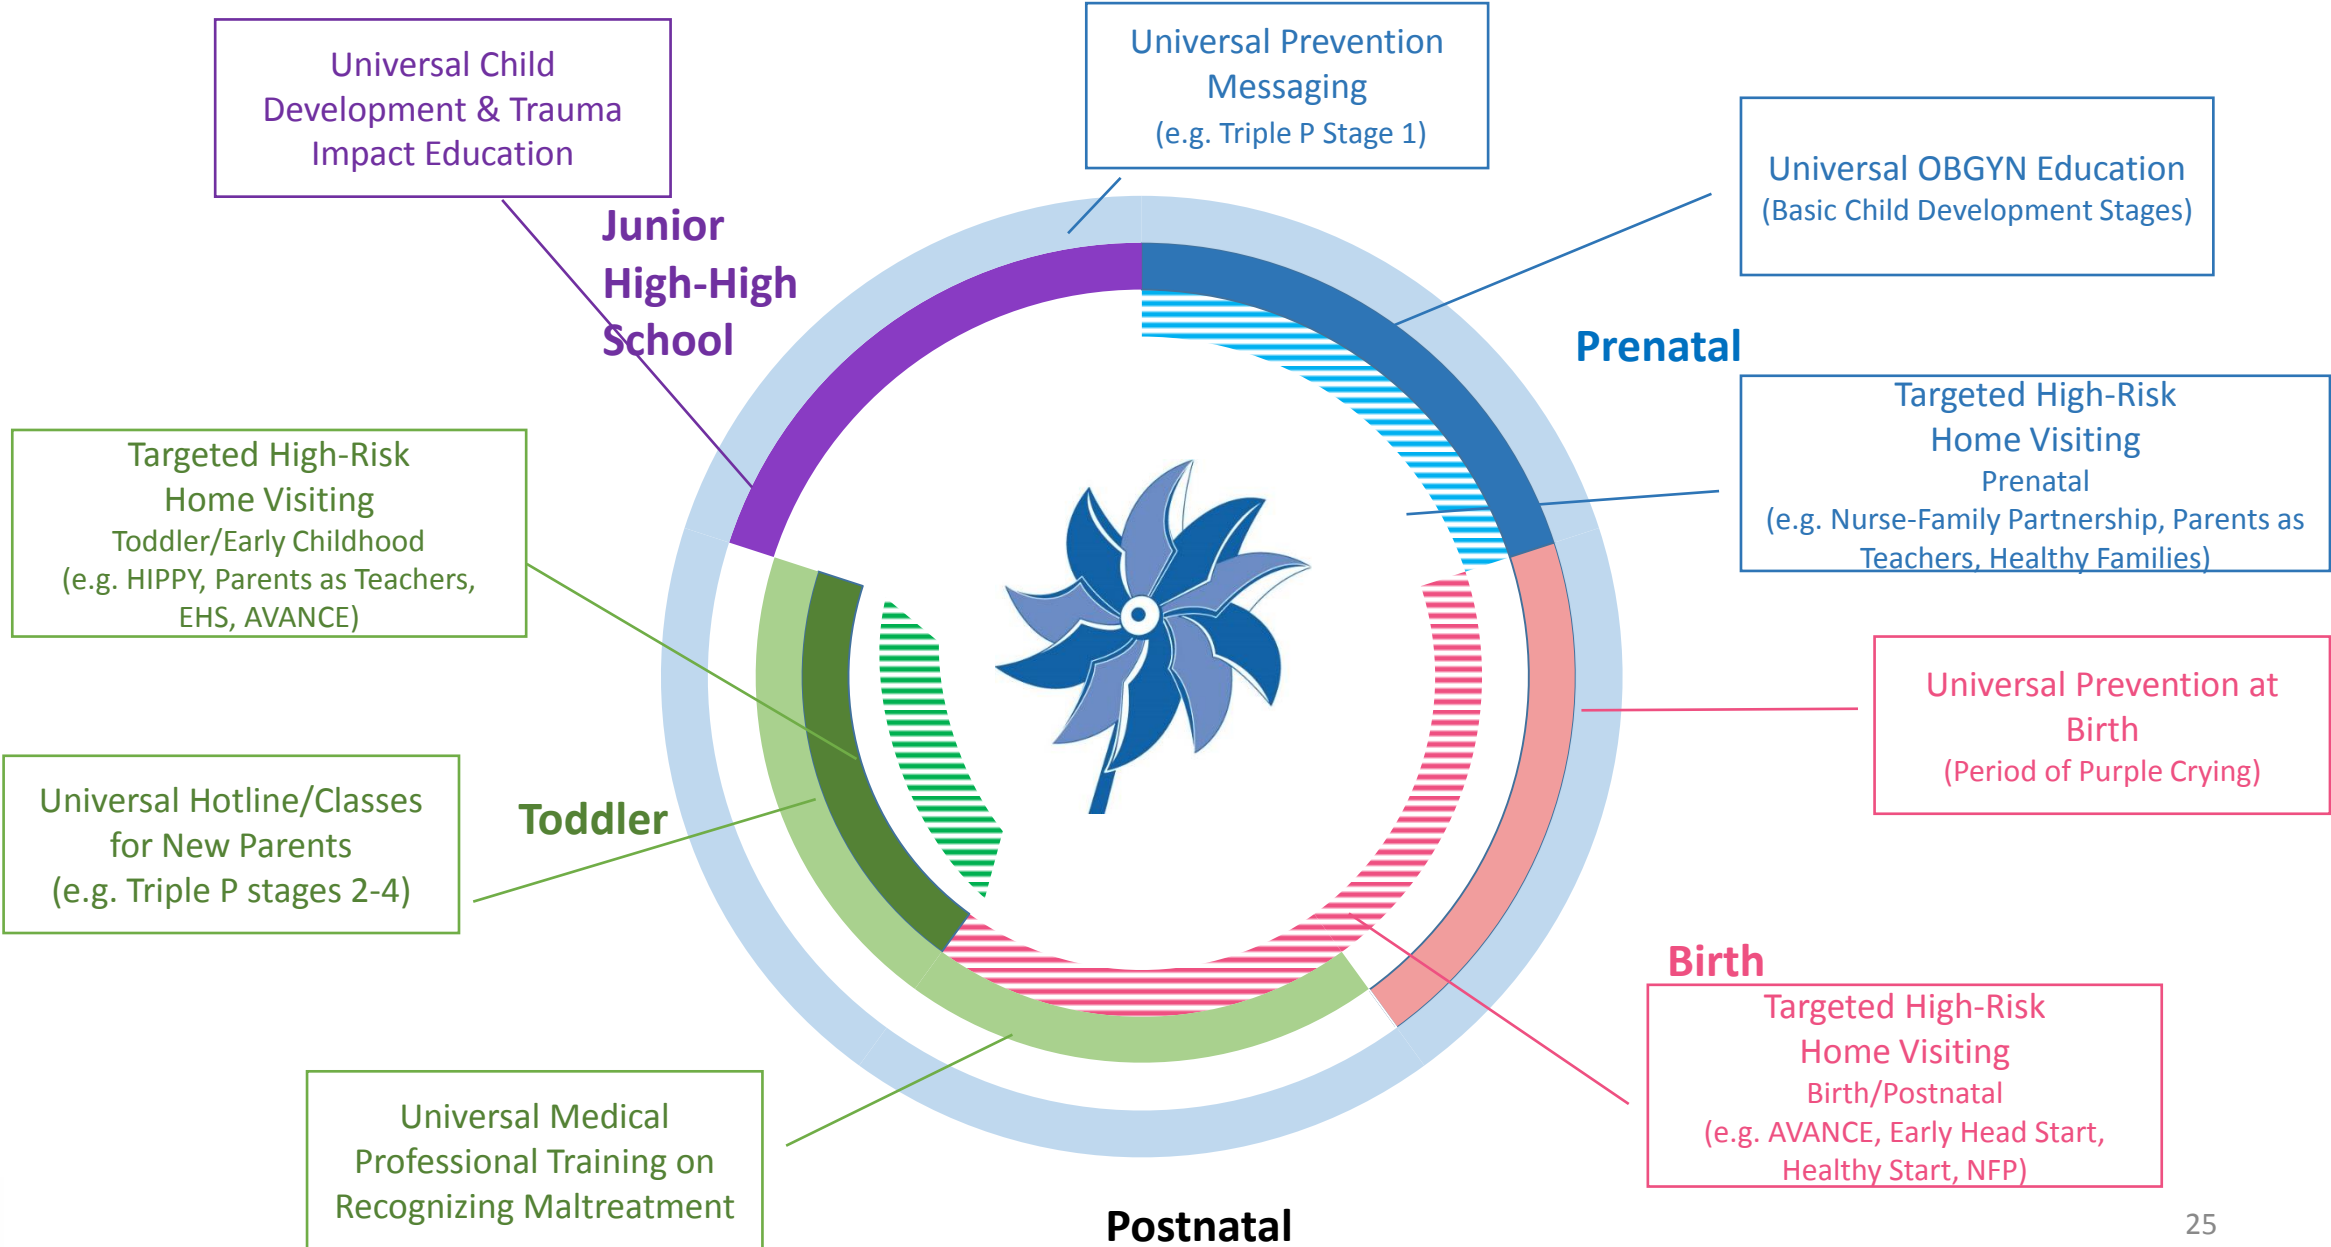 Universal Child
Development & Trauma
Impact Education
Universal Prevention
Messaging
(e.g. Triple P Stage 1)
Universal OBGYN Education
(Basic Child Development Stages)
Junior
High-High
School
Prenatal
Targeted High-Risk
Home Visiting
Prenatal
(e.g. Nurse-Family Partnership, Parents as
Teachers, Healthy Families)
Targeted High-Risk
Home Visiting
Toddler/Early Childhood
(e.g. HIPPY, Parents as Teachers,
EHS, AVANCE)
Universal Prevention at
Birth
(Period of Purple Crying)
Universal Hotline/Classes
for New Parents
(e.g. Triple P stages 2-4)
Toddler
Birth
Targeted High-Risk
Home Visiting
Birth/Postnatal
(e.g. AVANCE, Early Head Start,
Healthy Start, NFP)
Universal Medical
Professional Training on
Recognizing Maltreatment
Postnatal
25